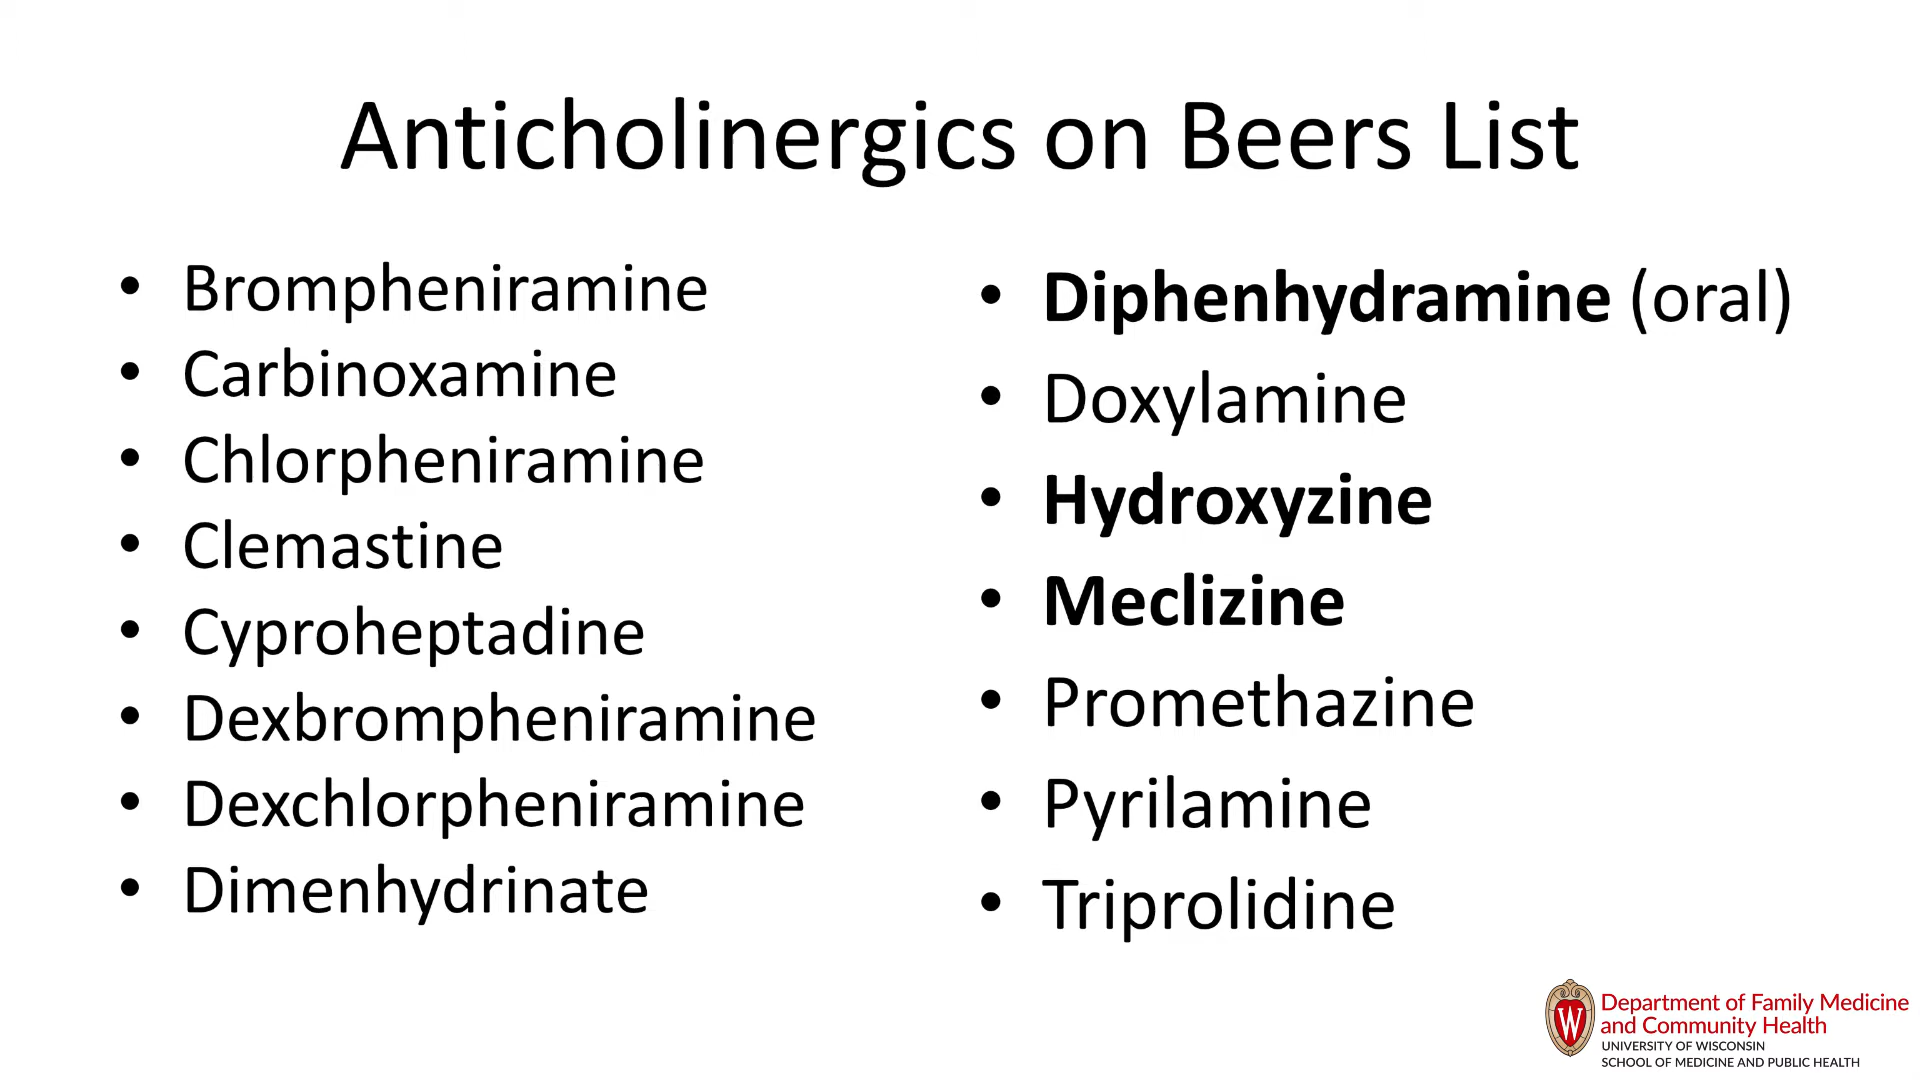 Anticholinergics on Beers List
• Brompheniramine
• Carbinoxamine
• Chlorpheniramine
• Clemastine
• Cyproheptadine
• Dexbrompheniramine
• Dexchlorpheniramine
• Dimenhydrinate
• Diphenhydramine (oral)
• Doxylamine
• Hydroxyzine
• Meclizine
• Promethazine
• Pyrilamine
• Triprolidine
W
Department of Family Medicine
and Community Health
UNIVERSITY OF WISCONSIN
SCHOOL OF MEDICINE AND PUBLIC HEALTH